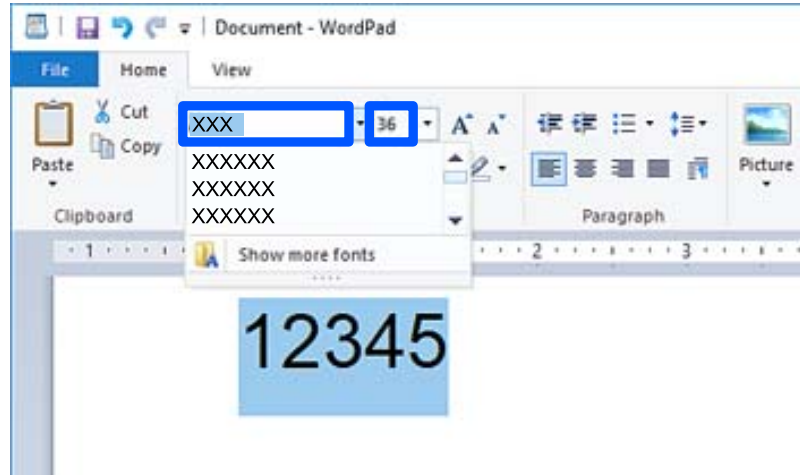 Document - WordPad
File Home View
Cut
XXX 36 A A
Copy
Paste
XXXXXX
XXXXXX
XXXXXX
Picture
Clipboard
Paragraph
Show more fonts
1 2 3
12345